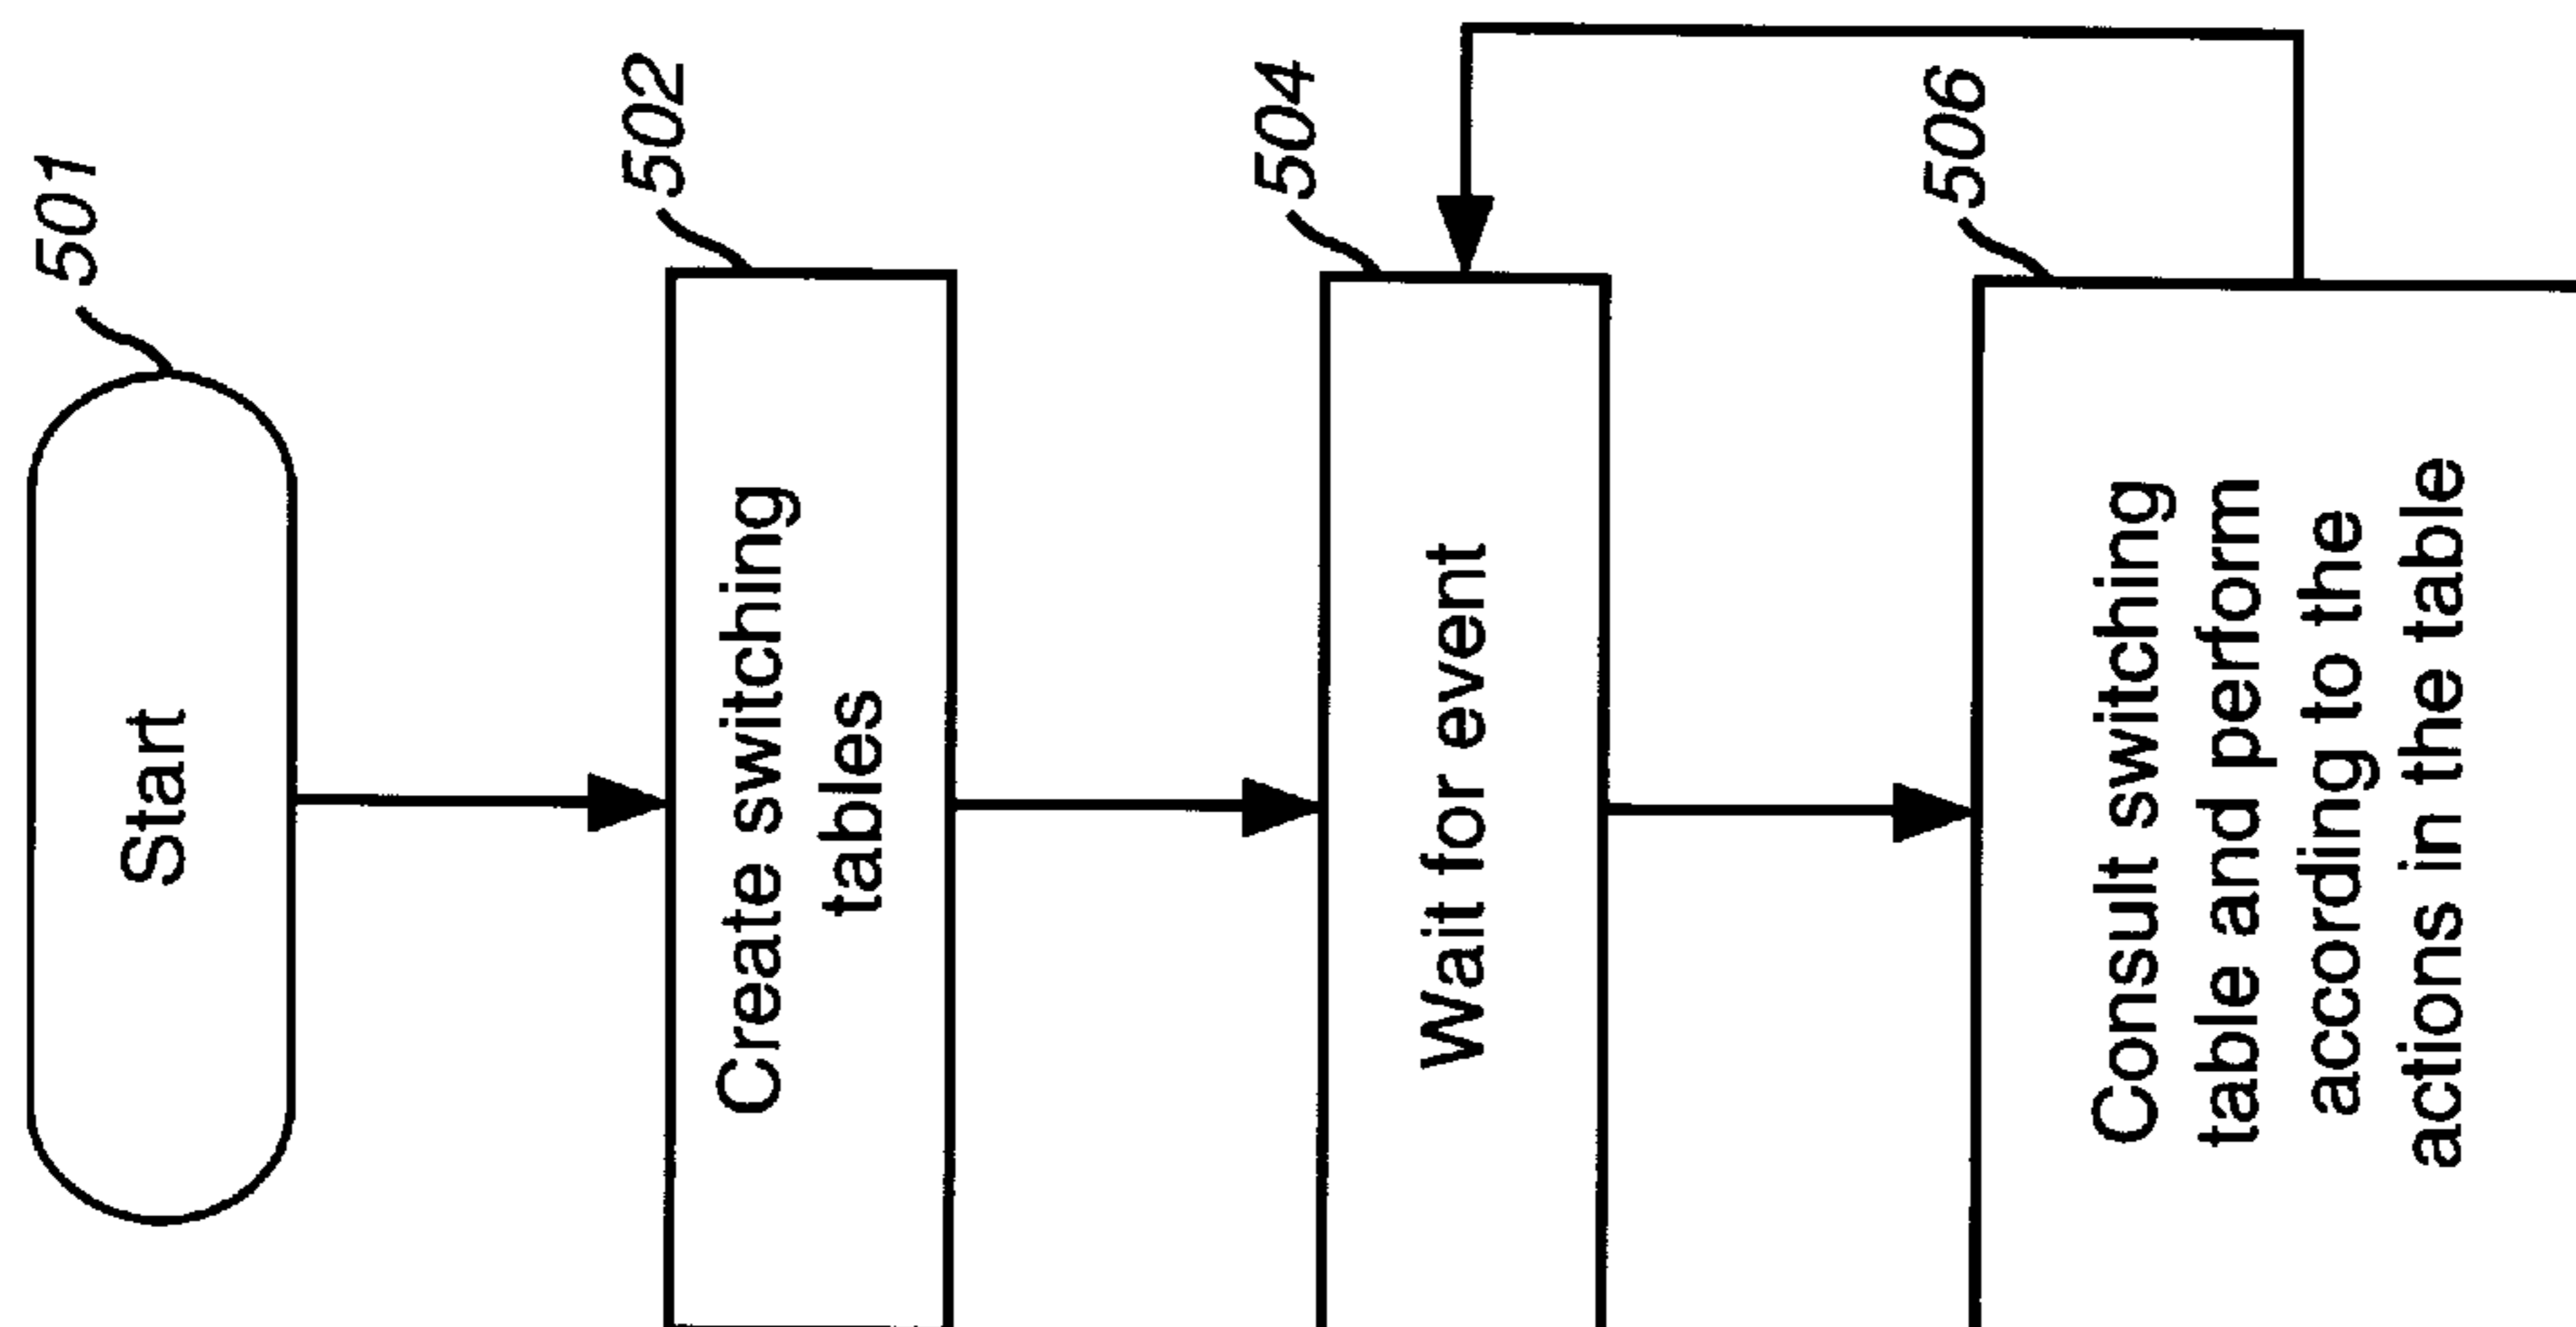 501
Start
502
Create switching
tables
504
Wait for event
506
Consult switching
table and perform
according to the
actions in the table